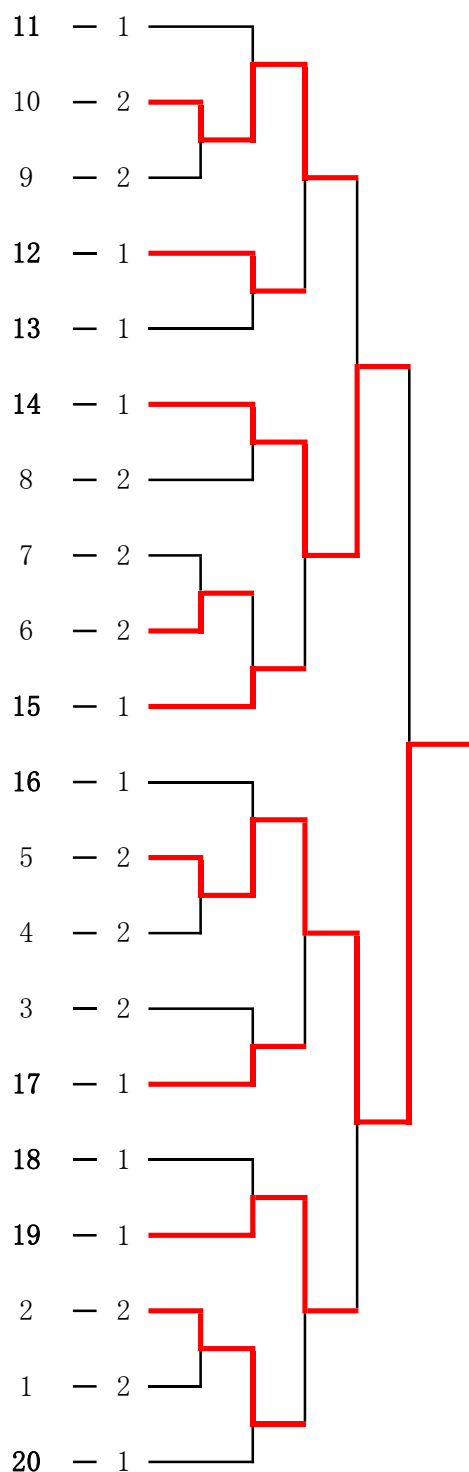 11 — 1
10 — 2
9 — 2
12 — 1
13 — 1
14 — 1
8 — 2
7 — 2
6 — 2
15 — 1
16 — 1
5 — 2
4 — 2
3 — 2
17 — 1
18 — 1
19 — 1
2 — 2
1 — 2
20 — 1